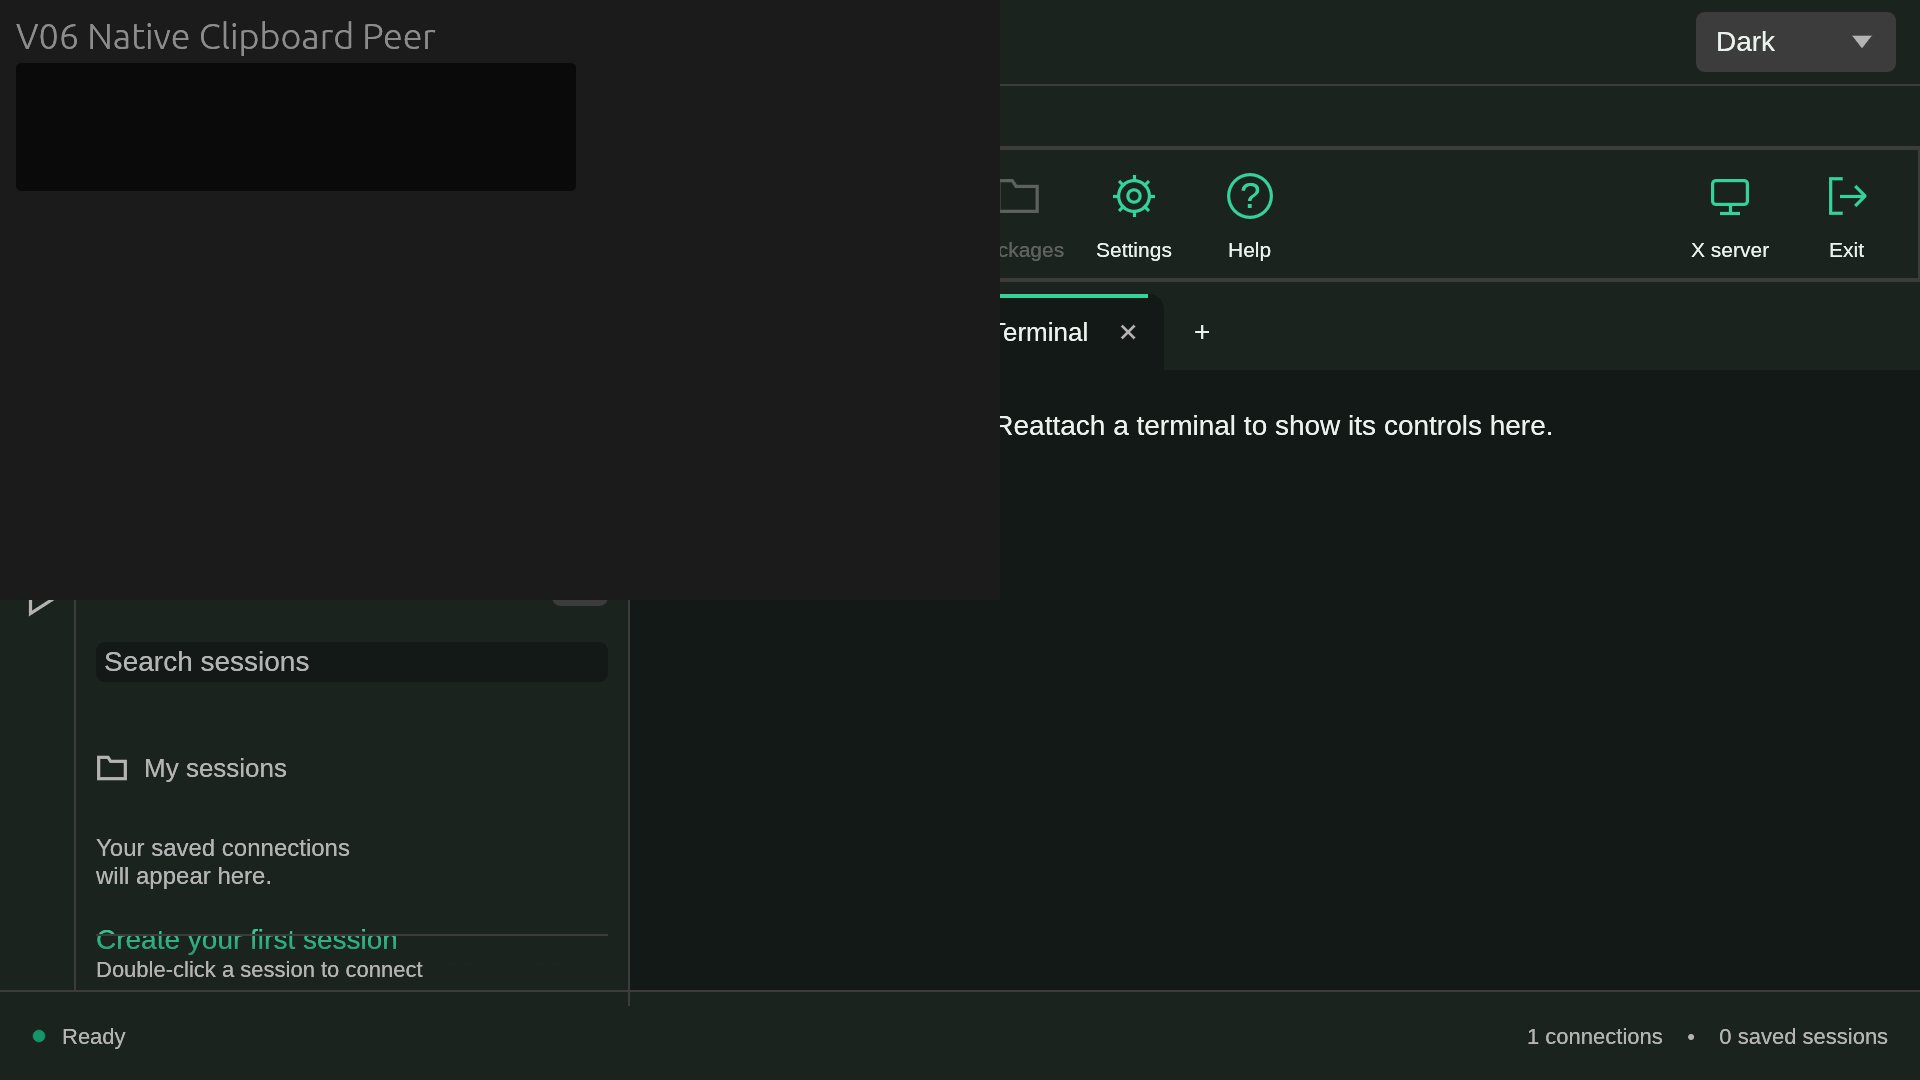 V06 Native Clipboard Peer
Dark
ckages
Settings
Help
X server
Exit
Terminal
+
Reattach a terminal to show its controls here.
Search sessions
My sessions
Your saved connections
will appear here.
Create your first session
Double-click a session to connect
Ready
1 connections • 0 saved sessions